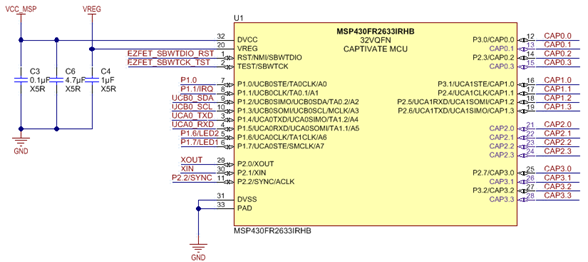 VCC_MSP
VREG
U1
MSP430FR2633IRHB
32VQFN
CAPTIVATE MCU
C3
0.1µF
X5R
C6
4.7µF
X5R
C4
1µF
X5R
GND
EZFET_SBWTDIO_RST
EZFET_SBWTCK_TST
P1.0
P1.1/IRQ
UCB0_SDA
UCB0_SCL
UCA0_TXD
UCA0_RXD
P1.6/LED2
P1.7/LED1
XOUT
XIN
P2.2/SYNC
32 DVCC
20 VREG
1 RST/NMI/SBWTDIO
2 TEST/SBWTCK
P1.0/UCB0STE/TA0CLK/A0
P1.1/UCB0CLK/TA0.1/A1
P1.2/UCB0SIMO/UCB0SDA/TA0.2/A2
P1.3/UCB0SOMI/UCB0SCL/MCLK/A3
P1.4/UCA0TXD/UCA0SIMO/TA1.2/A4
P1.5/UCA0RXD/UCA0SOMI/TA1.1/A5
P1.6/UCA0CLK/TA1CLK/A6
P1.7/UCA0STE/SMCLK/A7
29 P2.0/XOUT
30 P2.1/XIN
11 P2.2/SYNC/ACLK
31 DVSS
33 PAD
GND
P3.0/CAP0.0 12 CAP0.0
CAP0.1 13 CAP0.1
P2.3/CAP0.2 14 CAP0.2
CAP0.3 15 CAP0.3
P3.1/UCA1STE/CAP1.0 16 CAP1.0
P2.4/UCA1CLK/CAP1.1 17 CAP1.1
P2.5/UCA1RXD/UCA1SOMI/CAP1.2 18 CAP1.2
P2.6/UCA1TXD/UCA1SIMO/CAP1.3 19 CAP1.3
CAP2.0 21 CAP2.0
CAP2.1 22 CAP2.1
CAP2.2 23 CAP2.2
CAP2.3 24 CAP2.3
P2.7/CAP3.0 25 CAP3.0
CAP3.1 26 CAP3.1
P3.2/CAP3.2 27 CAP3.2
CAP3.3 28 CAP3.3
MSP430FR2633IRHB